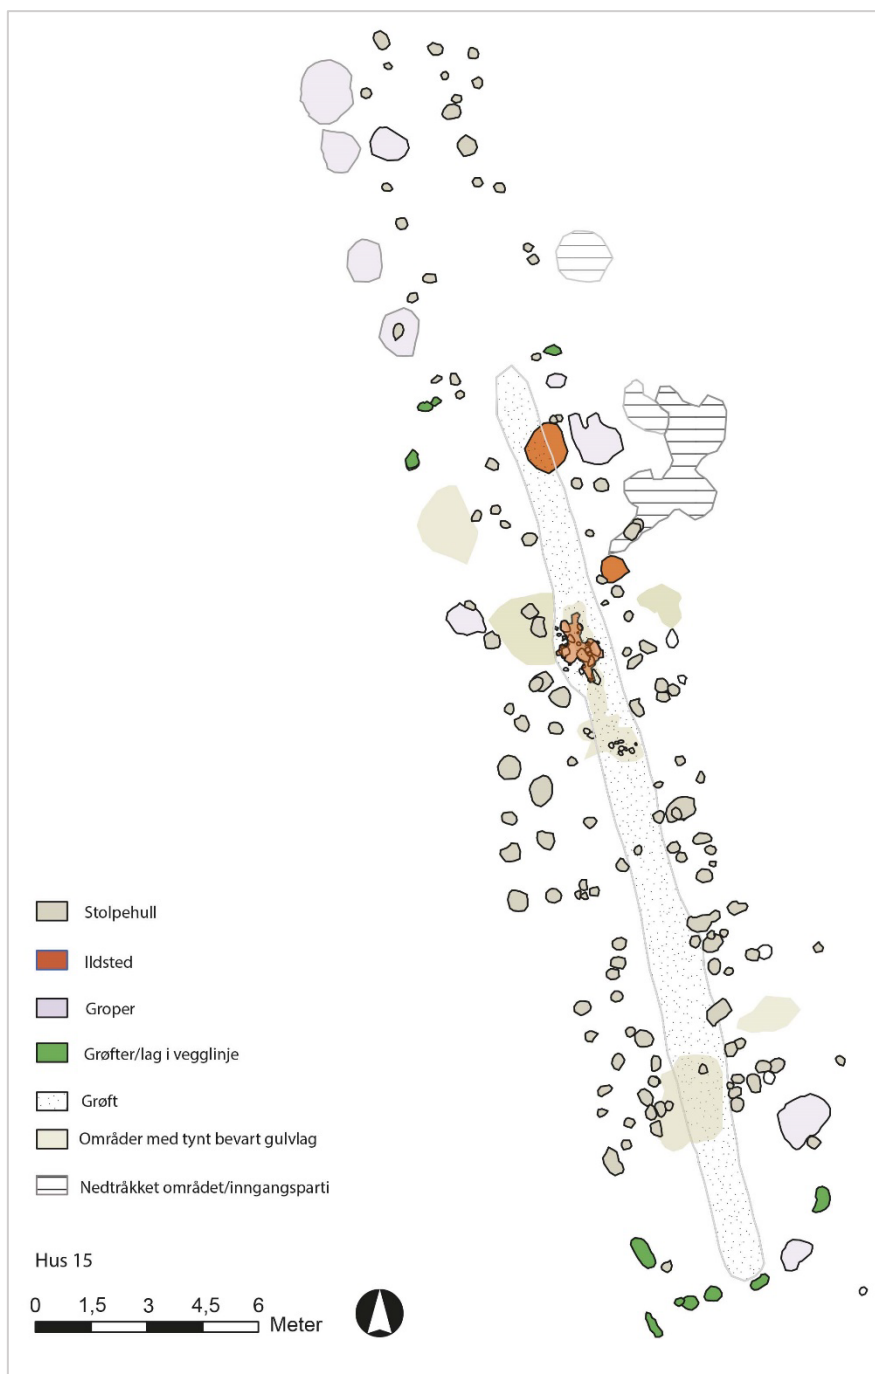 Stolpehull
Ildsted
Groper
Grøfter/lag i vegglinje
Grøft
Områder med tynt bevart gulvlag
Nedtråkket området/inngangsparti
Hus 15
0 1,5 3 4,5 6
Meter